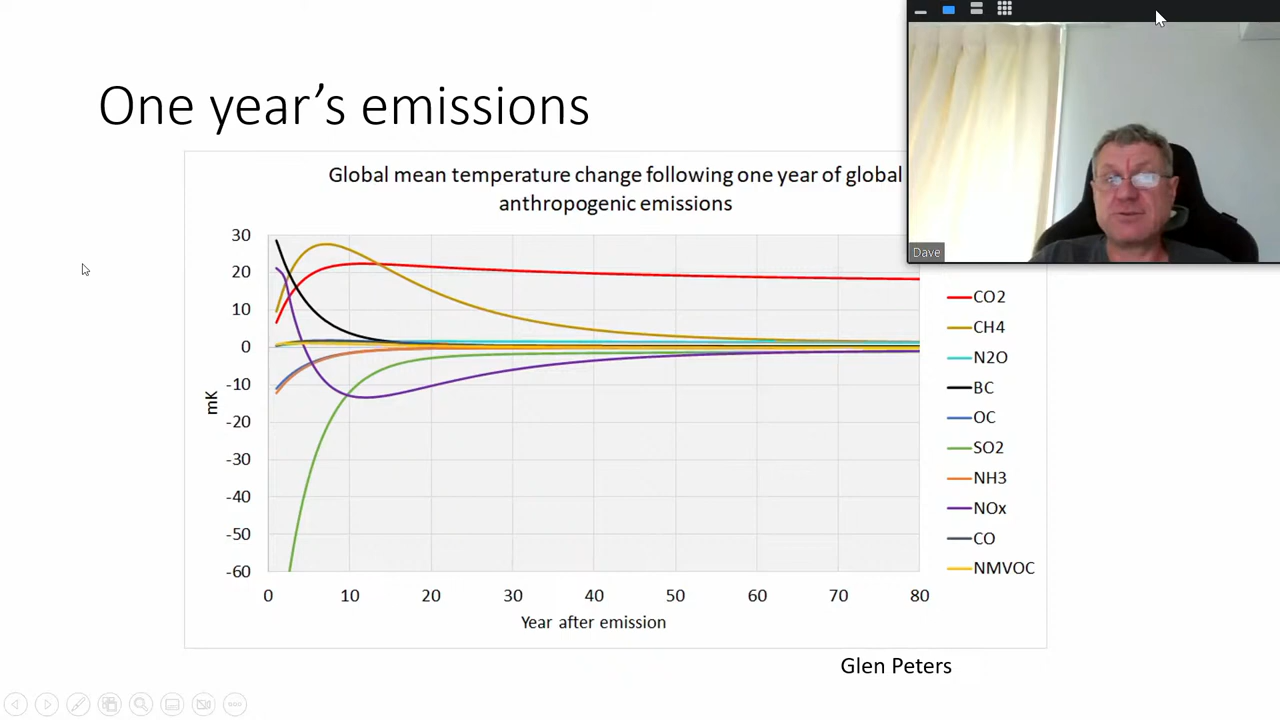 One year's emissions
Dave
Global mean temperature change following one year of global
anthropogenic emissions
30
20
10
0
-10
-20
-30
-40
-50
-60
mK
0 10 20 30 40 50 60 70 80
Year after emission
CO2
CH4
N2O
BC
OC
SO2
NH3
NOx
CO
NMVOC
Glen Peters